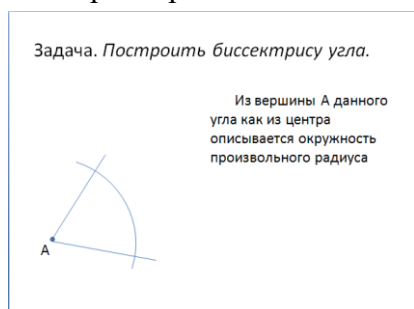 Задача. Построить биссектрису угла.
Из вершины А данного
угла как из центра
описывается окружность
произвольного радиуса
А